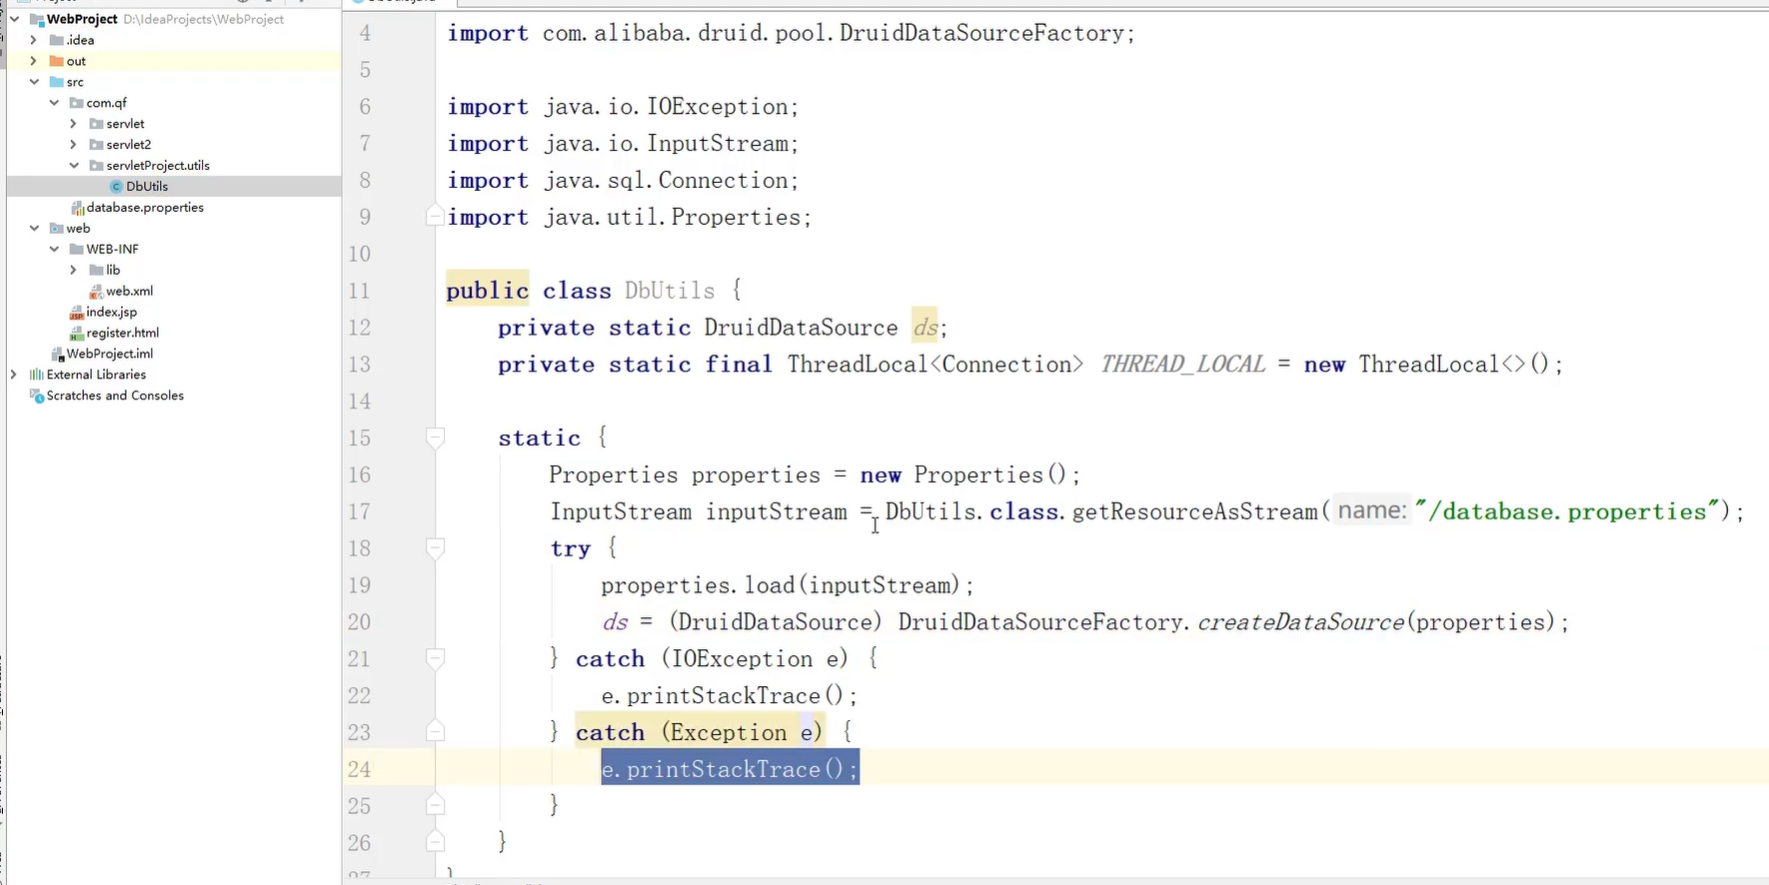 WebProject D:\IdeaProjects\WebProject
.idea
out
src
com.qf
servlet
servlet2
servletProject.utils
DbUtils
database.properties
web
WEB-INF
lib
web.xml
index.jsp
register.html
WebProject.iml
External Libraries
Scratches and Consoles
4 import com.alibaba.druid.pool.DruidDataSourceFactory;
5
6 import java.io.IOException;
7 import java.io.InputStream;
8 import java.sql.Connection;
9 import java.util.Properties;
10
11 public class DbUtils {
12 private static DruidDataSource ds;
13 private static final ThreadLocal<Connection> THREAD_LOCAL = new ThreadLocal<>();
14
15 static {
16 Properties properties = new Properties();
17 InputStream inputStream = DbUtils.class.getResourceAsStream( name: "/database.properties");
18 try {
19 properties.load(inputStream);
20 ds = (DruidDataSource) DruidDataSourceFactory.createDataSource(properties);
21 } catch (IOException e) {
22 e.printStackTrace();
23 } catch (Exception e) {
24 e.printStackTrace();
25 }
26 }